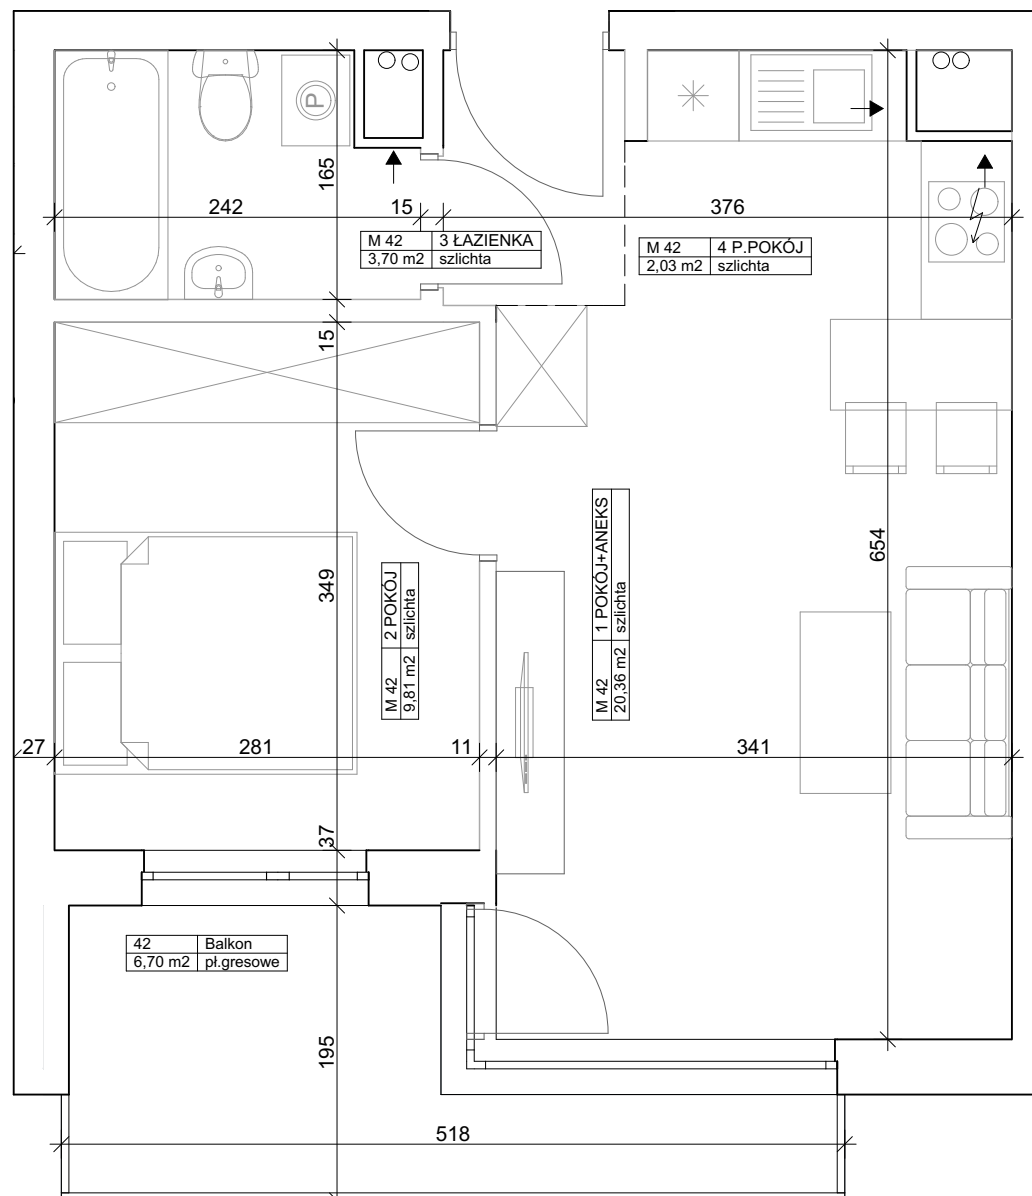 P
165
242
15
376
M 42 3 ŁAZIENKA
3,70 m2 szlichta
M 42 4 P.POKÓJ
2,03 m2 szlichta
15
349
654
M 42 2 POKÓJ
9,81 m2 szlichta
M 42 1 POKÓJ+ANEKS
20,36 m2 szlichta
27
281
11
341
37
42 Balkon
6,70 m2 pł.gresowe
195
518